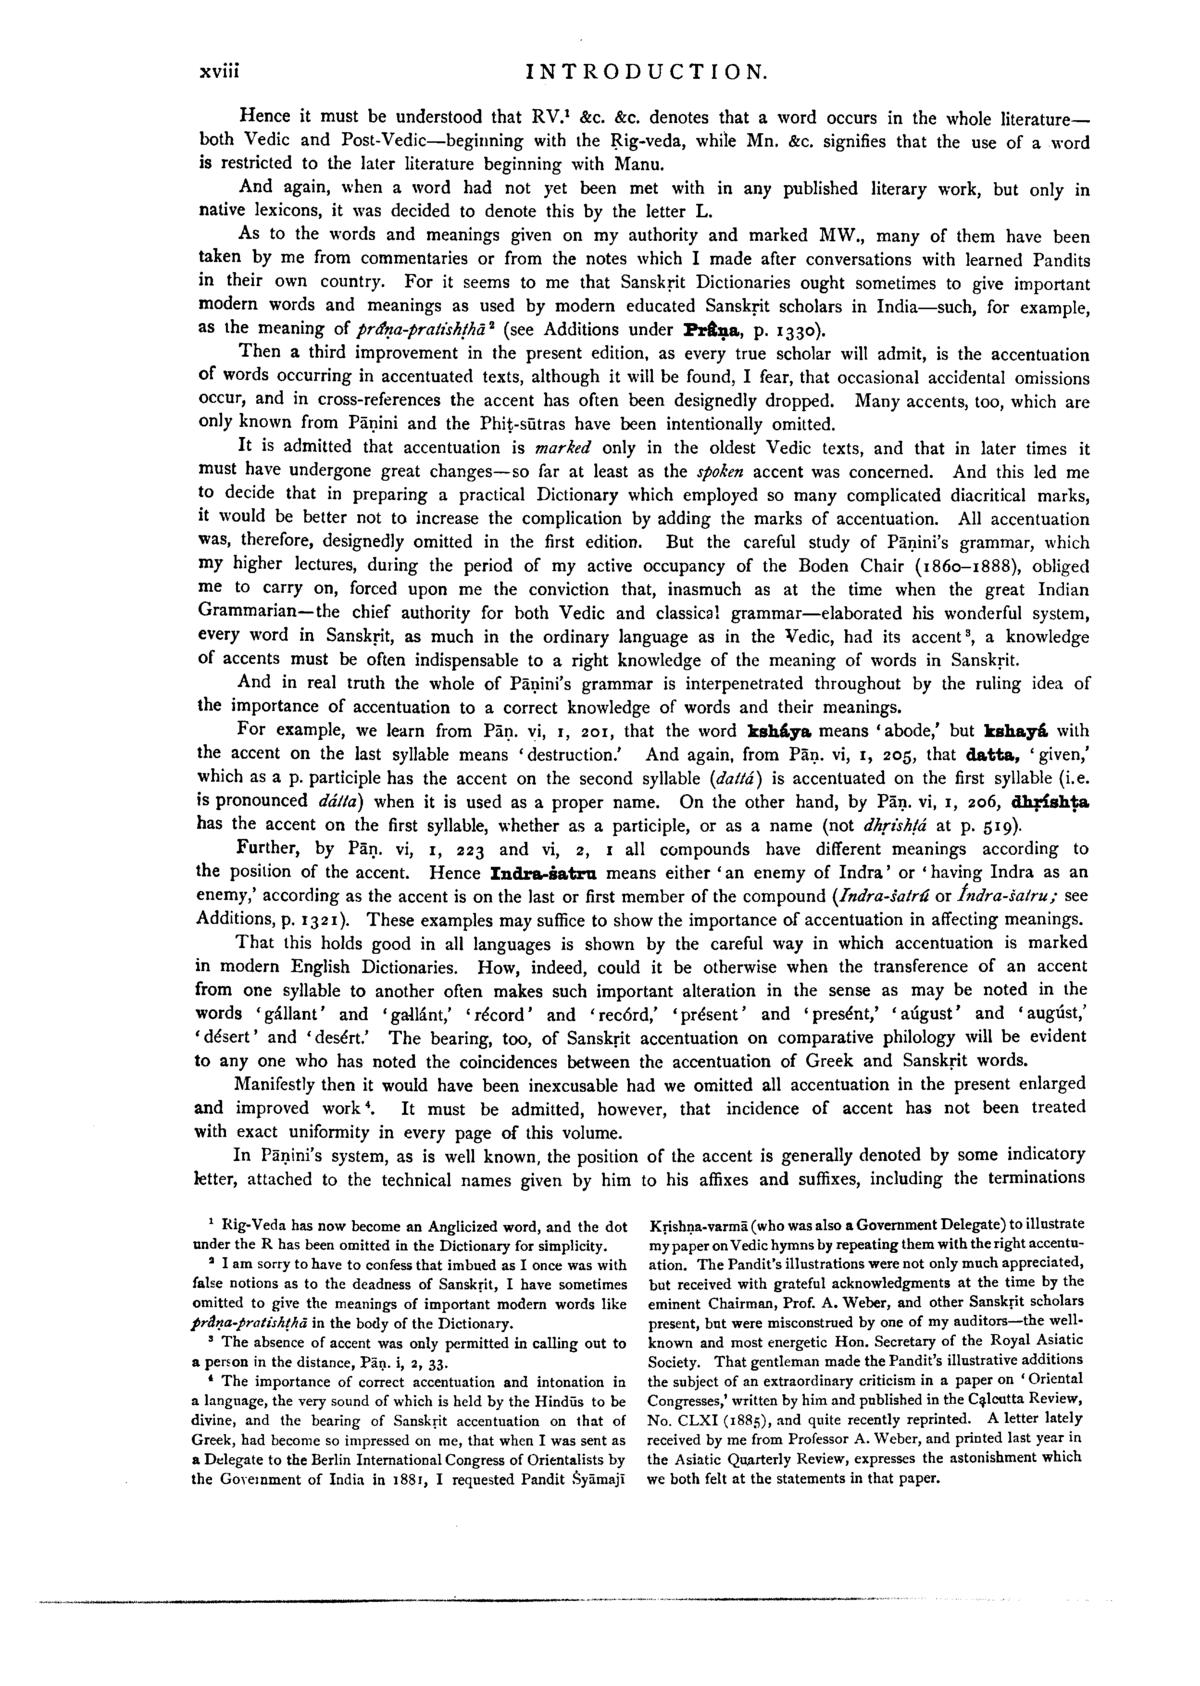 xviii INTRODUCTION.
Hence it must be understood that RV.¹ &c. &c. denotes that a word occurs in the whole literature—
both Vedic and Post-Vedic—beginning with the Ṛig-veda, while Mn. &c. signifies that the use of a word
is restricted to the later literature beginning with Manu.
And again, when a word had not yet been met with in any published literary work, but only in
native lexicons, it was decided to denote this by the letter L.
As to the words and meanings given on my authority and marked MW., many of them have been
taken by me from commentaries or from the notes which I made after conversations with learned Pandits
in their own country. For it seems to me that Sanskṛit Dictionaries ought sometimes to give important
modern words and meanings as used by modern educated Sanskṛit scholars in India—such, for example,
as the meaning of prâṇa-pratishṭhā² (see Additions under Prâṇa, p. 1330).
Then a third improvement in the present edition, as every true scholar will admit, is the accentuation
of words occurring in accentuated texts, although it will be found, I fear, that occasional accidental omissions
occur, and in cross-references the accent has often been designedly dropped. Many accents, too, which are
only known from Pāṇini and the Phiṭ-sūtras have been intentionally omitted.
It is admitted that accentuation is marked only in the oldest Vedic texts, and that in later times it
must have undergone great changes—so far at least as the spoken accent was concerned. And this led me
to decide that in preparing a practical Dictionary which employed so many complicated diacritical marks,
it would be better not to increase the complication by adding the marks of accentuation. All accentuation
was, therefore, designedly omitted in the first edition. But the careful study of Pāṇini's grammar, which
my higher lectures, during the period of my active occupancy of the Boden Chair (1860–1888), obliged
me to carry on, forced upon me the conviction that, inasmuch as at the time when the great Indian
Grammarian—the chief authority for both Vedic and classical grammar—elaborated his wonderful system,
every word in Sanskṛit, as much in the ordinary language as in the Vedic, had its accent³, a knowledge
of accents must be often indispensable to a right knowledge of the meaning of words in Sanskṛit.
And in real truth the whole of Pāṇini's grammar is interpenetrated throughout by the ruling idea of
the importance of accentuation to a correct knowledge of words and their meanings.
For example, we learn from Pāṇ. vi, 1, 201, that the word ksháya means 'abode,' but kshayá with
the accent on the last syllable means 'destruction.' And again, from Pāṇ. vi, 1, 205, that datta, 'given,'
which as a p. participle has the accent on the second syllable (dattá) is accentuated on the first syllable (i.e.
is pronounced dátta) when it is used as a proper name. On the other hand, by Pāṇ. vi, 1, 206, dhṛíshṭa
has the accent on the first syllable, whether as a participle, or as a name (not dhṛishṭá at p. 519).
Further, by Pāṇ. vi, 1, 223 and vi, 2, 1 all compounds have different meanings according to
the position of the accent. Hence Indra-śatru means either 'an enemy of Indra' or 'having Indra as an
enemy,' according as the accent is on the last or first member of the compound (Indra-śatrú or Índra-śatru; see
Additions, p. 1321). These examples may suffice to show the importance of accentuation in affecting meanings.
That this holds good in all languages is shown by the careful way in which accentuation is marked
in modern English Dictionaries. How, indeed, could it be otherwise when the transference of an accent
from one syllable to another often makes such important alteration in the sense as may be noted in the
words 'gállant' and 'gallánt,' 'récord' and 'recórd,' 'présent' and 'presént,' 'aúgust' and 'augúst,'
'désert' and 'desért.' The bearing, too, of Sanskṛit accentuation on comparative philology will be evident
to any one who has noted the coincidences between the accentuation of Greek and Sanskṛit words.
Manifestly then it would have been inexcusable had we omitted all accentuation in the present enlarged
and improved work⁴. It must be admitted, however, that incidence of accent has not been treated
with exact uniformity in every page of this volume.
In Pāṇini's system, as is well known, the position of the accent is generally denoted by some indicatory
letter, attached to the technical names given by him to his affixes and suffixes, including the terminations
¹ Rig-Veda has now become an Anglicized word, and the dot
under the R has been omitted in the Dictionary for simplicity.
² I am sorry to have to confess that imbued as I once was with
false notions as to the deadness of Sanskṛit, I have sometimes
omitted to give the meanings of important modern words like
prâṇa-pratishṭhā in the body of the Dictionary.
³ The absence of accent was only permitted in calling out to
a person in the distance, Pāṇ. i, 2, 33.
⁴ The importance of correct accentuation and intonation in
a language, the very sound of which is held by the Hindūs to be
divine, and the bearing of Sanskṛit accentuation on that of
Greek, had become so impressed on me, that when I was sent as
a Delegate to the Berlin International Congress of Orientalists by
the Government of India in 1881, I requested Pandit Śyāmajī
Kṛishṇa-varmā (who was also a Government Delegate) to illustrate
my paper on Vedic hymns by repeating them with the right accentu-
ation. The Pandit's illustrations were not only much appreciated,
but received with grateful acknowledgments at the time by the
eminent Chairman, Prof. A. Weber, and other Sanskṛit scholars
present, but were misconstrued by one of my auditors—the well-
known and most energetic Hon. Secretary of the Royal Asiatic
Society. That gentleman made the Pandit's illustrative additions
the subject of an extraordinary criticism in a paper on 'Oriental
Congresses,' written by him and published in the Calcutta Review,
No. CLXI (1885), and quite recently reprinted. A letter lately
received by me from Professor A. Weber, and printed last year in
the Asiatic Quarterly Review, expresses the astonishment which
we both felt at the statements in that paper.